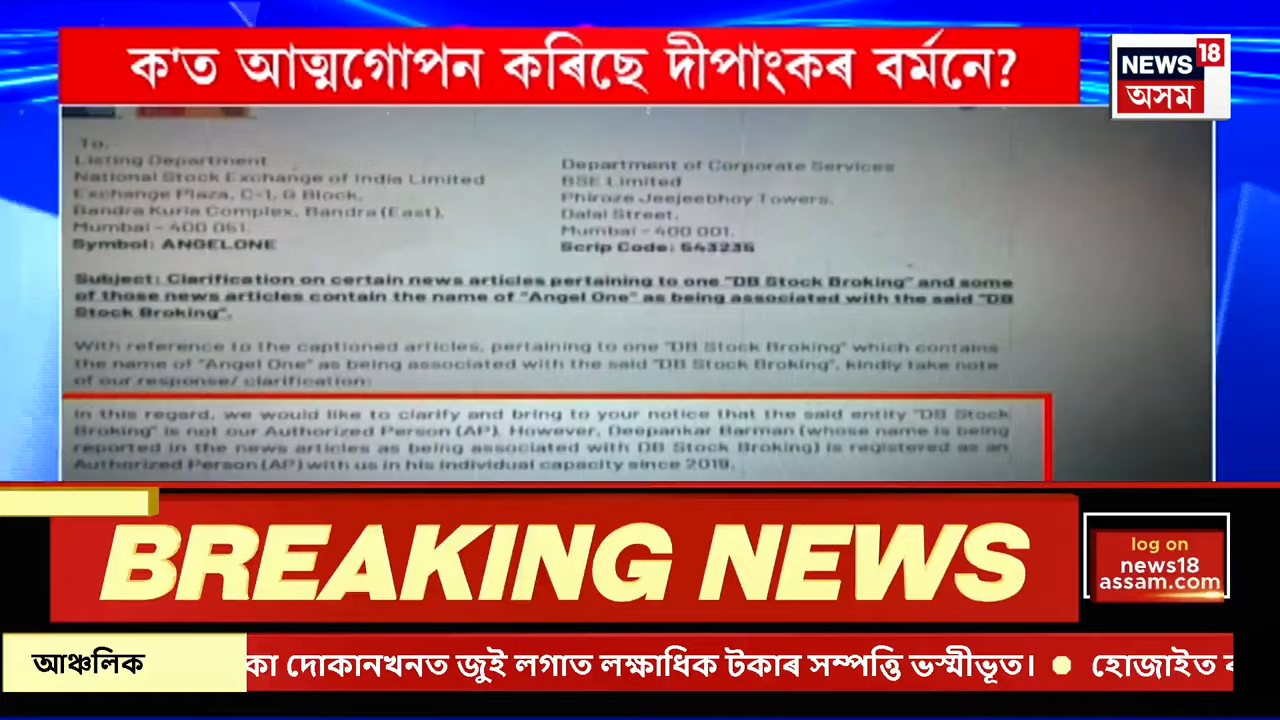 ক'ত আত্মগোপন কৰিছে দীপাংকৰ বৰ্মনে?
NEWS 18
অসম
To,
Listing Department
National Stock Exchange of India Limited
Exchange Plaza, C-1, G Block,
Bandra Kurla Complex, Bandra (East),
Mumbai - 400 051.
Symbol: ANGELONE
Department of Corporate Services
BSE Limited
Phiroze Jeejeebhoy Towers,
Dalal Street,
Mumbai - 400 001.
Scrip Code: 543235
Subject: Clarification on certain news articles pertaining to one "DB Stock Broking" and some
of those news articles contain the name of "Angel One" as being associated with the said "DB
Stock Broking".
With reference to the captioned articles, pertaining to one "DB Stock Broking" which contains
the name of "Angel One" as being associated with the said "DB Stock Broking", kindly take note
of our response/ clarification:
In this regard, we would like to clarify and bring to your notice that the said entity "DB Stock
Broking" is not our Authorized Person (AP). However, Deepankar Barman (whose name is being
reported in the news articles as being associated with DB Stock Broking) is registered as an
Authorized Person (AP) with us in his individual capacity since 2019.
BREAKING NEWS
log on
news18
assam.com
আঞ্চলিক
কা দোকানখনত জুই লগাত লক্ষাধিক টকাৰ সম্পত্তি ভস্মীভূত। ● হোজাইত